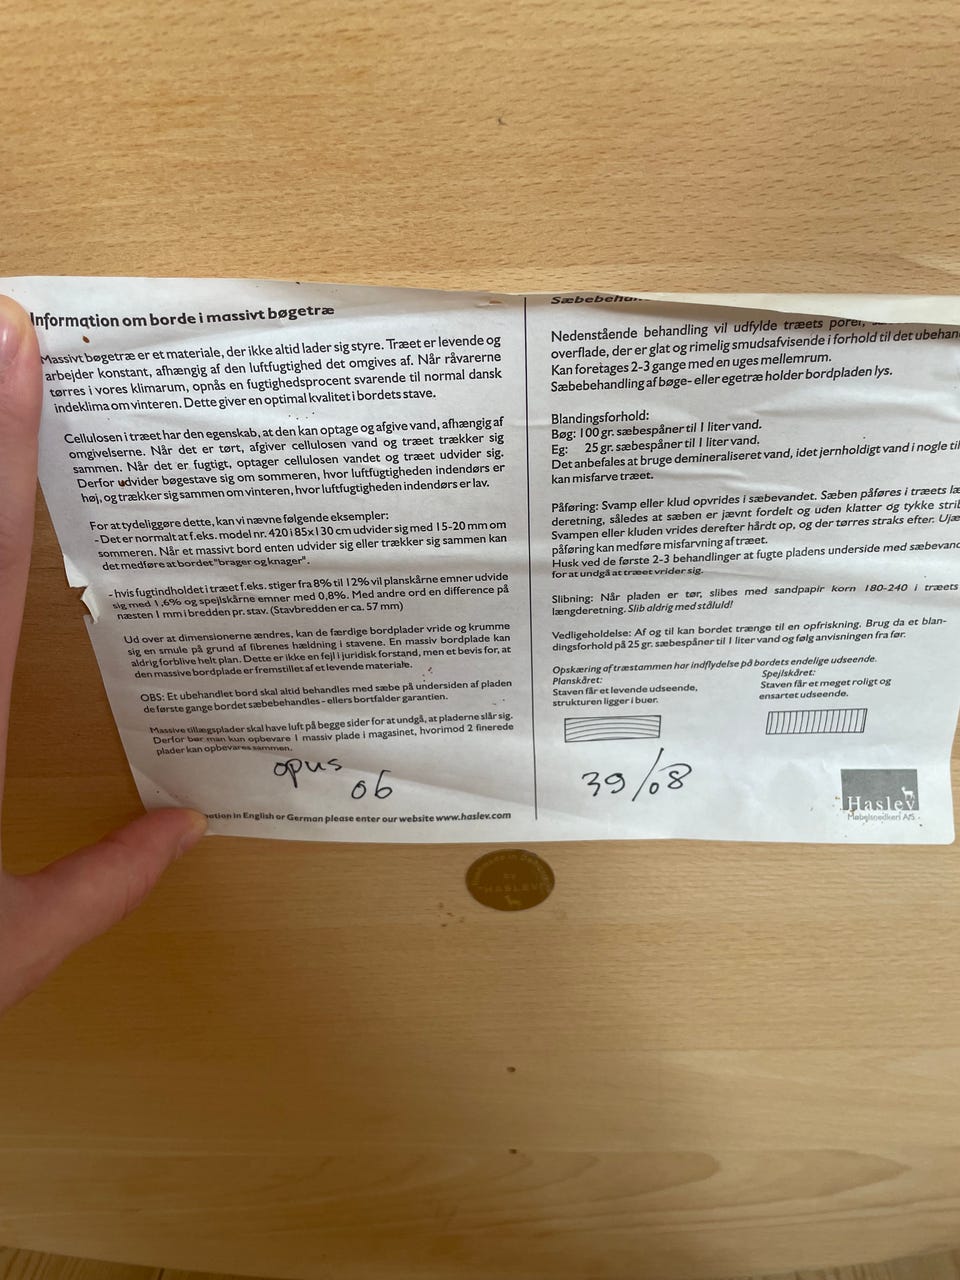 Information om borde i massivt bøgetræ
Massivt bøgetræ er et materiale, der ikke altid lader sig styre. Træet er levende og
arbejder konstant, afhængig af den luftfugtighed det omgives af. Når råvarerne
tørres i vores klimarum, opnås en fugtighedsprocent svarende til normal dansk
indeklima om vinteren. Dette giver en optimal kvalitet i bordets stave.
Cellulosen i træet har den egenskab, at den kan optage og afgive vand, afhængig af
omgivelserne. Når det er tørt, afgiver cellulosen vand og træet trækker sig
sammen. Når det er fugtigt, optager cellulosen vandet og træet udvider sig.
Derfor udvider bøgestave sig om sommeren, hvor luftfugtigheden indendørs er
høj, og trækker sig sammen om vinteren, hvor luftfugtigheden indendørs er lav.
For at tydeliggøre dette, kan vi nævne følgende eksempler:
- Det er normalt at f.eks. model nr. 420 i 85x130 cm udvider sig med 15-20 mm om
sommeren. Når et massivt bord enten udvider sig eller trækker sig sammen kan
det medføre at bordet "brager og knager".
- hvis fugtindholdet i træet f.eks. stiger fra 8% til 12% vil planskårne emner udvide
sig med 1,6% og spejlskårne emner med 0,8%. Med andre ord en difference på
næsten 1 mm i bredden pr. stav. (Stavbredden er ca. 57 mm)
Ud over at dimensionerne ændres, kan de færdige bordplader vride og krumme
sig en smule på grund af fibrenes hældning i stavene. En massiv bordplade kan
aldrig forblive helt plan. Dette er ikke en fejl i juridisk forstand, men et bevis for, at
den massive bordplade er fremstillet af et levende materiale.
OBS: Et ubehandlet bord skal altid behandles med sæbe på undersiden af pladen
de første gange bordet sæbebehandles - ellers bortfalder garantien.
Massive tillægsplader skal have luft på begge sider for at undgå, at pladerne slår sig.
Derfor bør man kun opbevare 1 massiv plade i magasinet, hvorimod 2 finerede
plader kan opbevares sammen.
opus
06
in English or German please enter our website www.haslev.com
Nedenstående behandling vil udfylde træets porer,
overflade, der er glat og rimelig smudsafvisende i forhold til det
Kan foretages 2-3 gange med en uges mellemrum.
Sæbebehandling af bøge- eller egetræ holder bordpladen lys.
Blandingsforhold:
Bøg: 100 gr. sæbespåner til 1 liter vand.
Eg: 25 gr. sæbespåner til 1 liter vand.
Det anbefales at bruge demineraliseret vand, idet jernholdigt vand i nogle
kan misfarve træet.
Påføring: Svamp eller klud opvrides i sæbevandet. Sæben påføres i træets
deretning, således at sæben er jævnt fordelt og uden klatter og tykke
Svampen eller kluden vrides derefter hårdt op, og der tørres straks efter.
påføring kan medføre misfarvning af træet.
Husk ved de første 2-3 behandlinger at fugte pladens underside med
for at undgå at træet vrider sig.
Slibning: Når pladen er tør, slibes med sandpapir korn 180-240 i træets
længderetning. Slib aldrig med ståluld!
Vedligeholdelse: Af og til kan bordet trænge til en opfriskning. Brug da et blan-
dingsforhold på 25 gr. sæbespåner til 1 liter vand og følg anvisningen fra før.
Opskæring af træstammen har indflydelse på bordets endelige udseende.
Planskåret:
Staven får et levende udseende,
strukturen ligger i buer.
Spejlskåret:
Staven får et meget roligt og
ensartet udseende.
39/08
Haslev
Møbelsnedkeri A/S
HASLEV